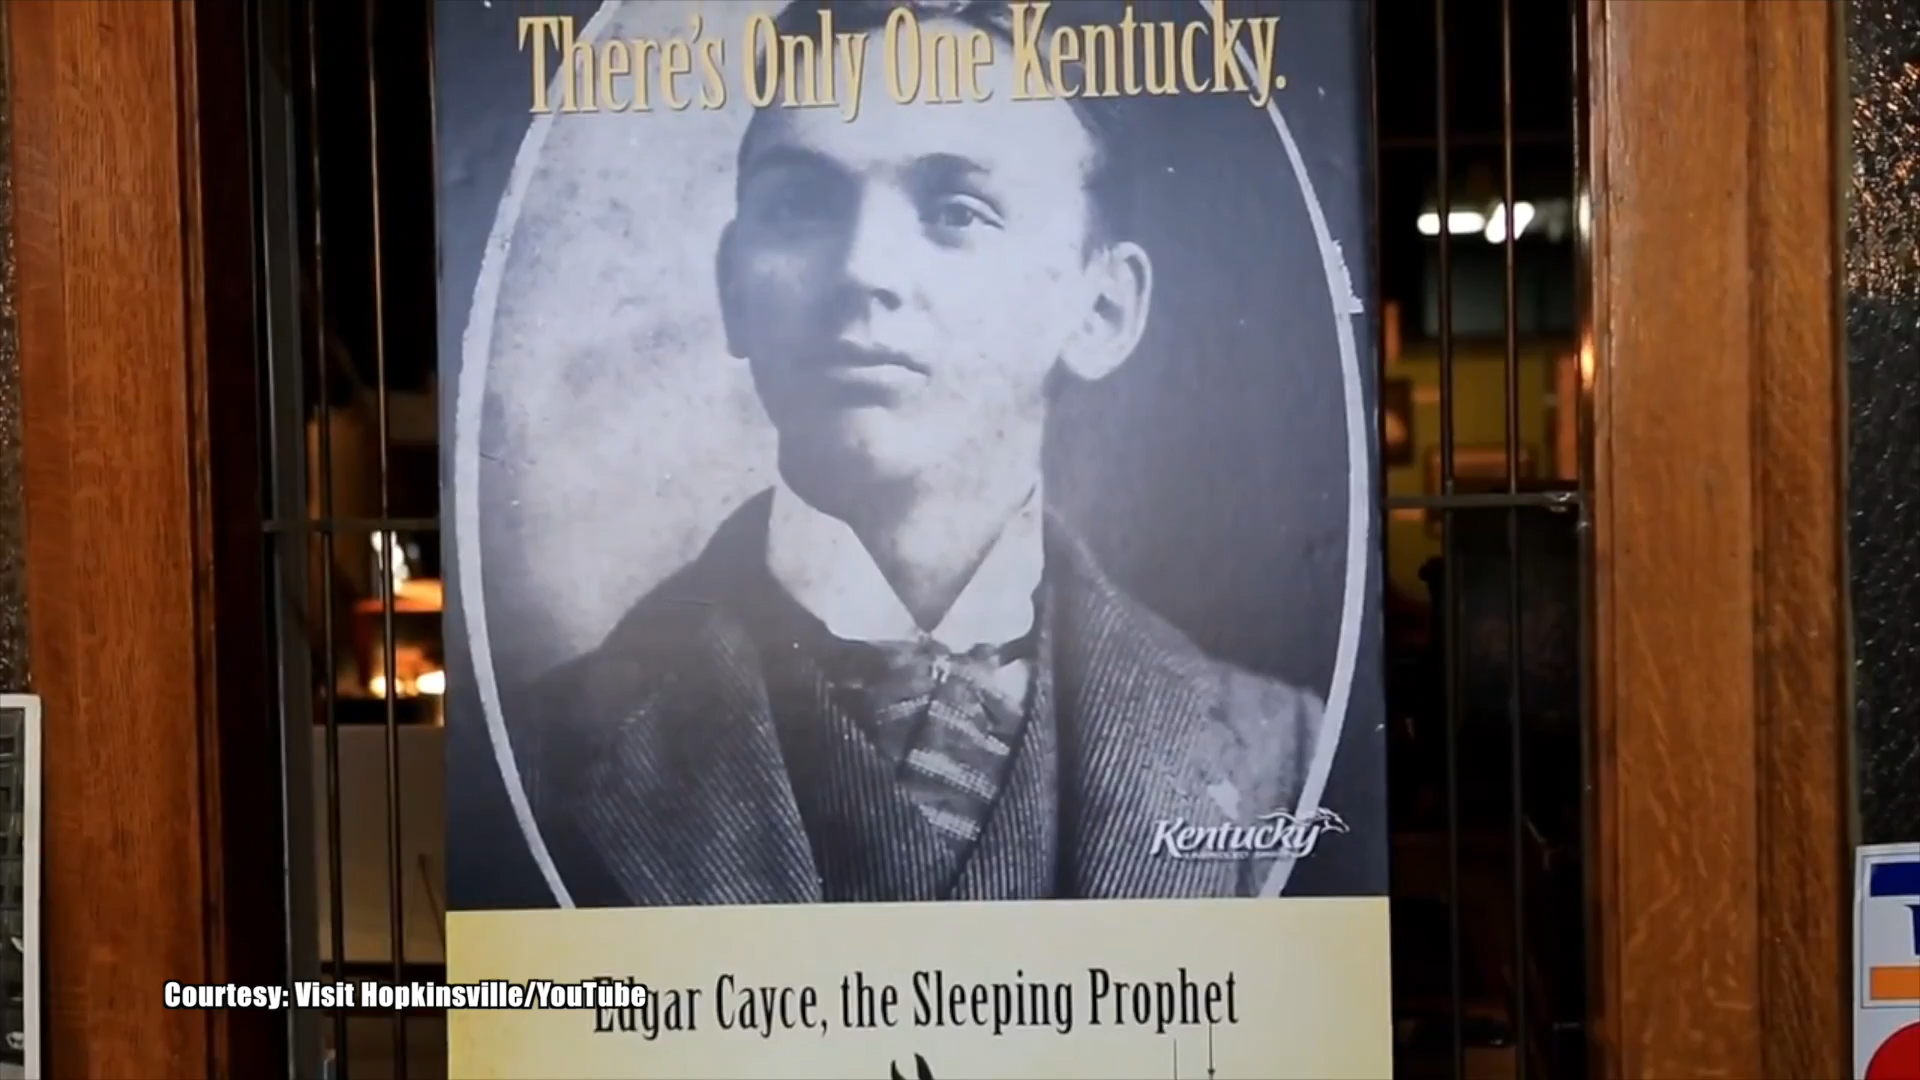 There's Only One Kentucky.
Kentucky
Edgar Cayce, the Sleeping Prophet
Courtesy: Visit Hopkinsville/YouTube